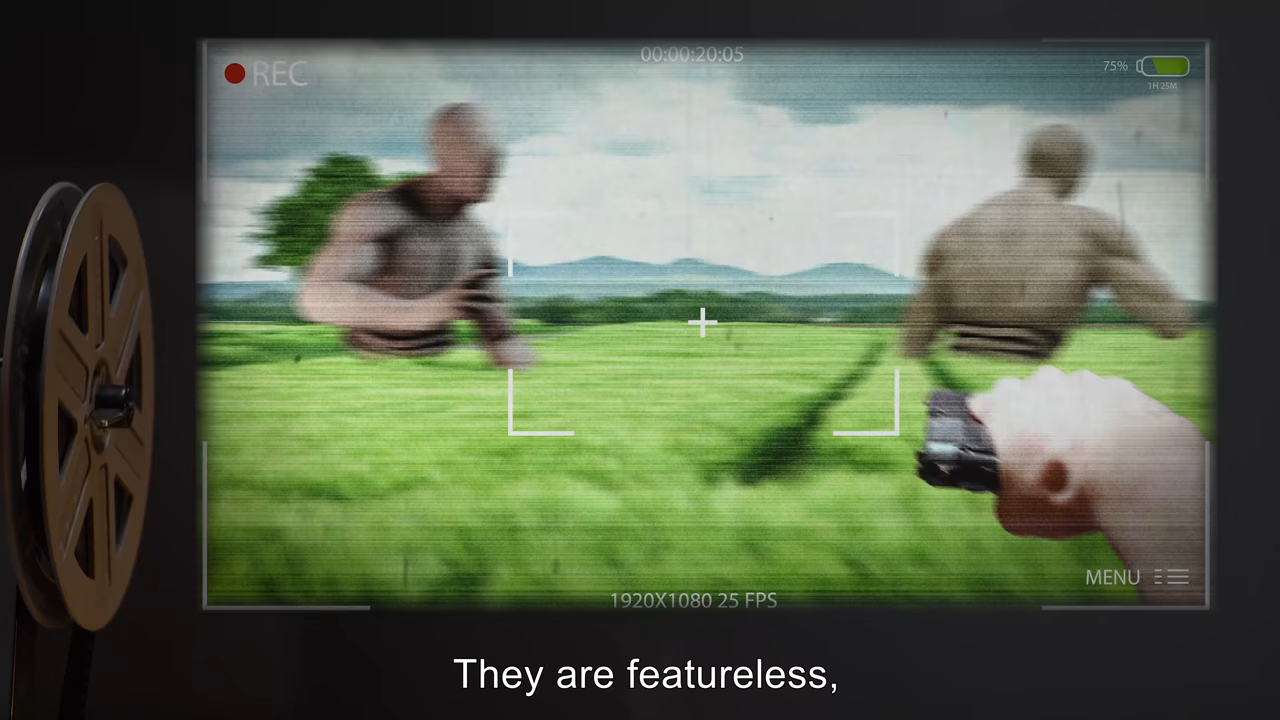 00:00:20:05
REC
75%
1H 25M
MENU
1920X1080 25 FPS
They are featureless,